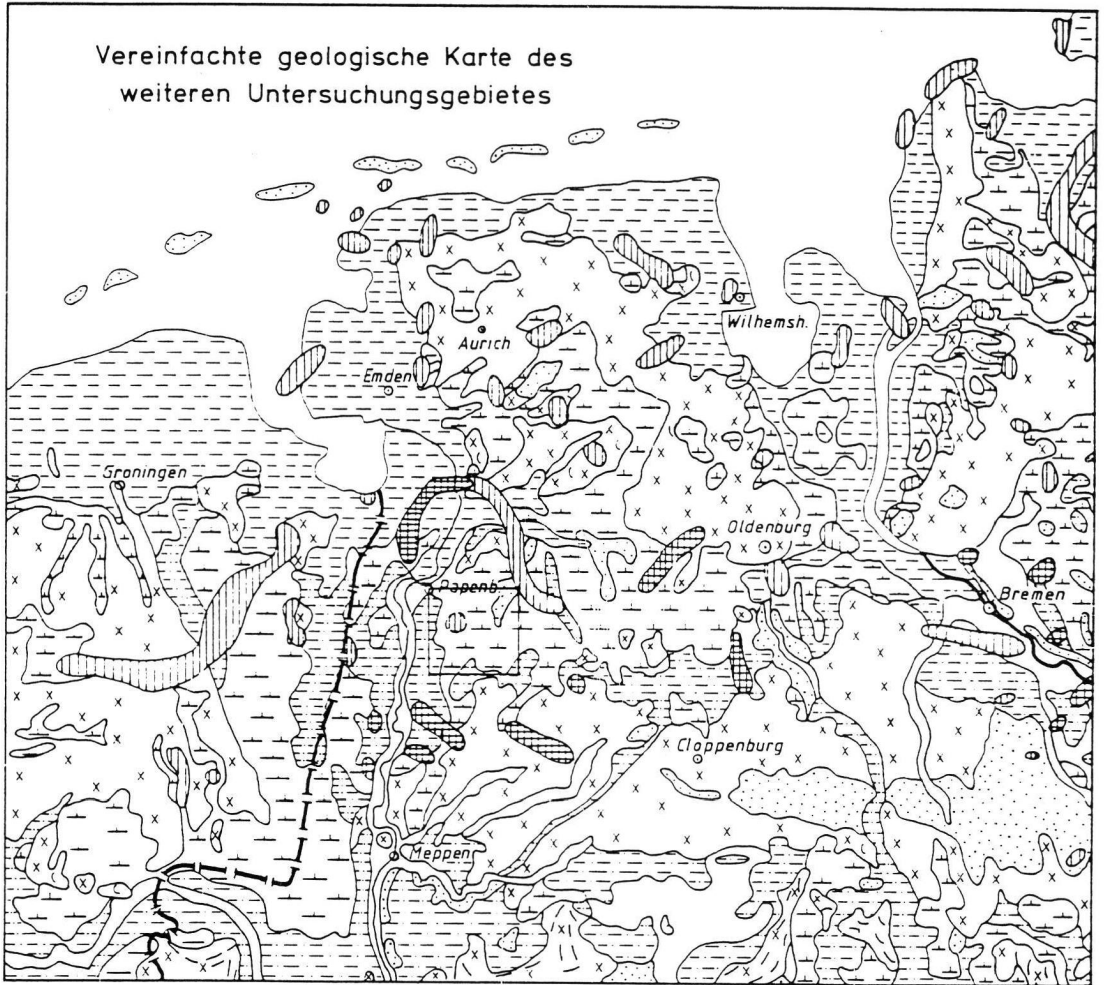 Vereinfachte geologische Karte des
weiteren Untersuchungsgebietes
Wilhemsh.
Aurich
Emden
Groningen
Oldenburg
Papenb.
Bremen
Cloppenburg
Meppen